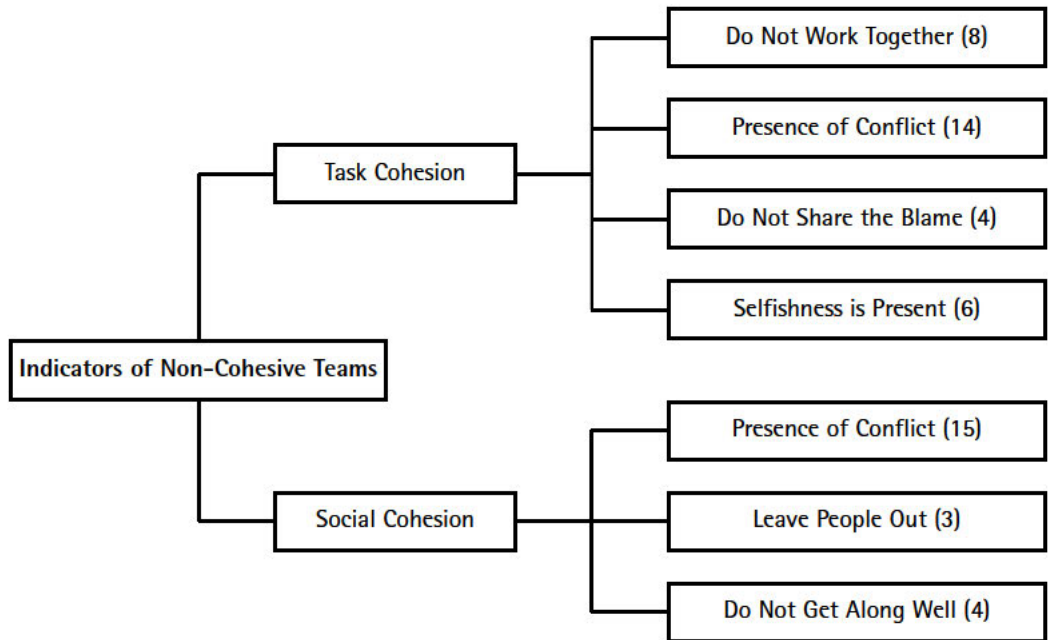 Do Not Work Together (8)
Presence of Conflict (14)
Task Cohesion
Do Not Share the Blame (4)
Selfishness is Present (6)
Indicators of Non-Cohesive Teams
Presence of Conflict (15)
Social Cohesion
Leave People Out (3)
Do Not Get Along Well (4)